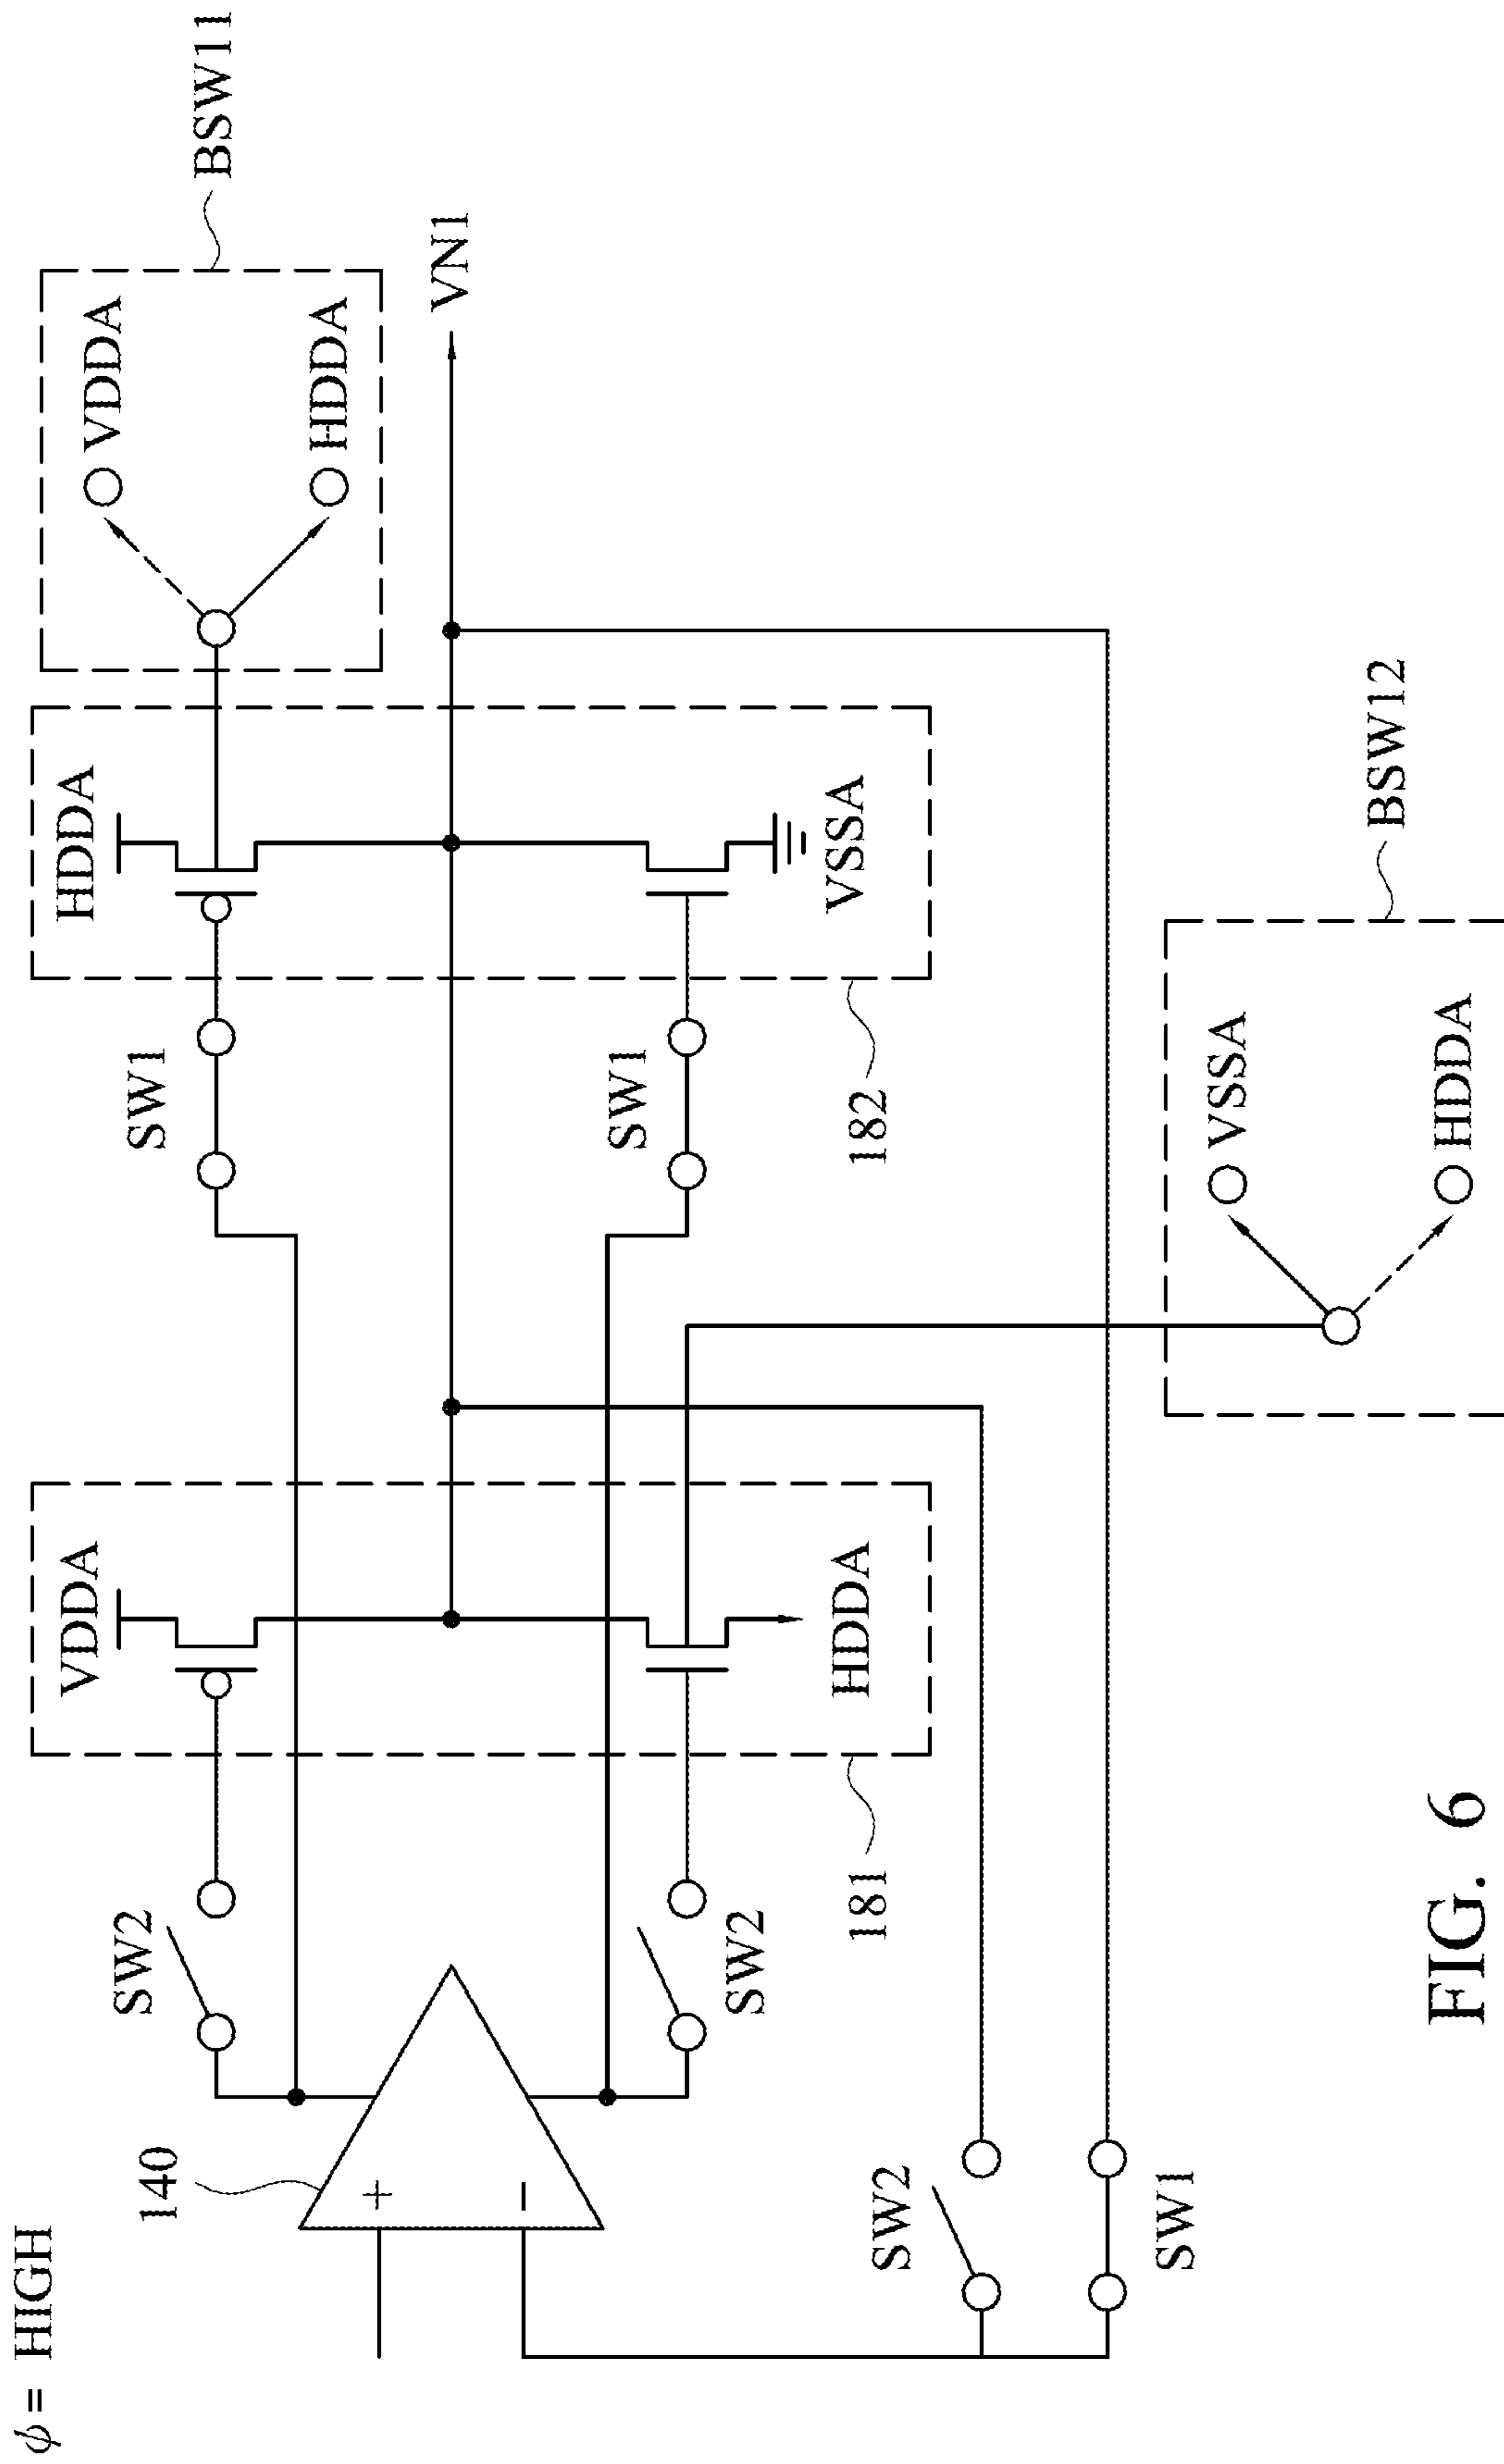 ϕ = HIGH
140
SW2
SW2
181
VDDA
HDDA
SW1
SW1
182
HDDA
VSSA
BSW11
VDDA
HDDA
VN1
SW2
SW1
BSW12
VSSA
HDDA
FIG. 6